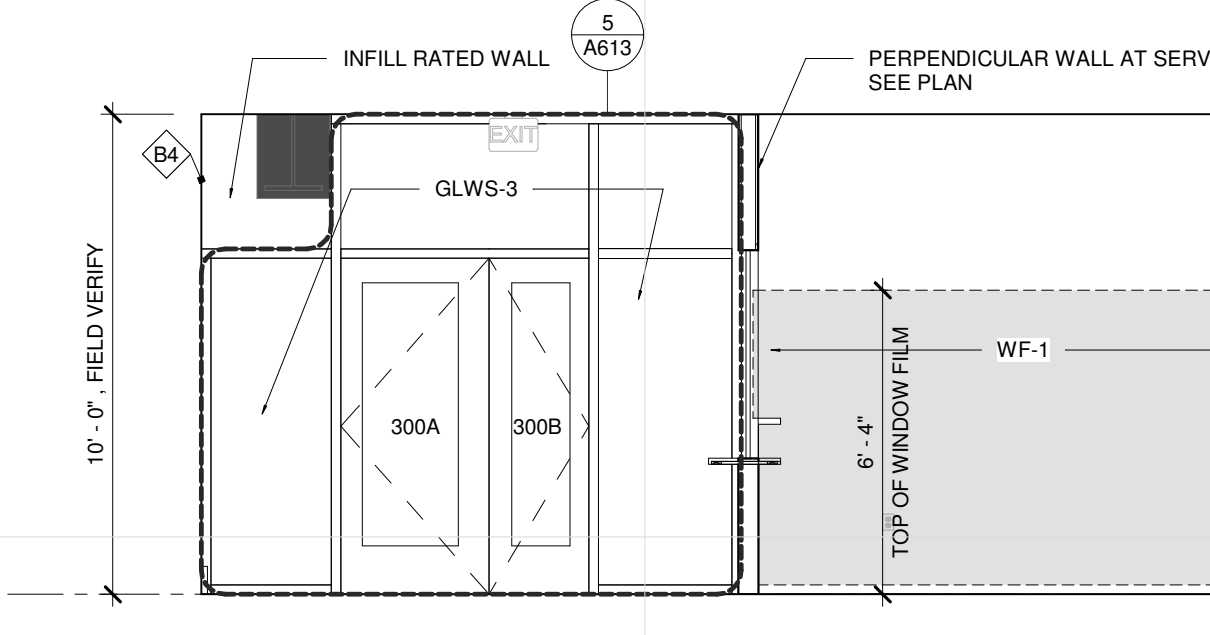 5
A613
INFILL RATED WALL
PERPENDICULAR WALL AT SERV
SEE PLAN
EXIT
B4
GLWS-3
10' - 0" , FIELD VERIFY
WF-1
300A
300B
6' - 4"
TOP OF WINDOW FILM